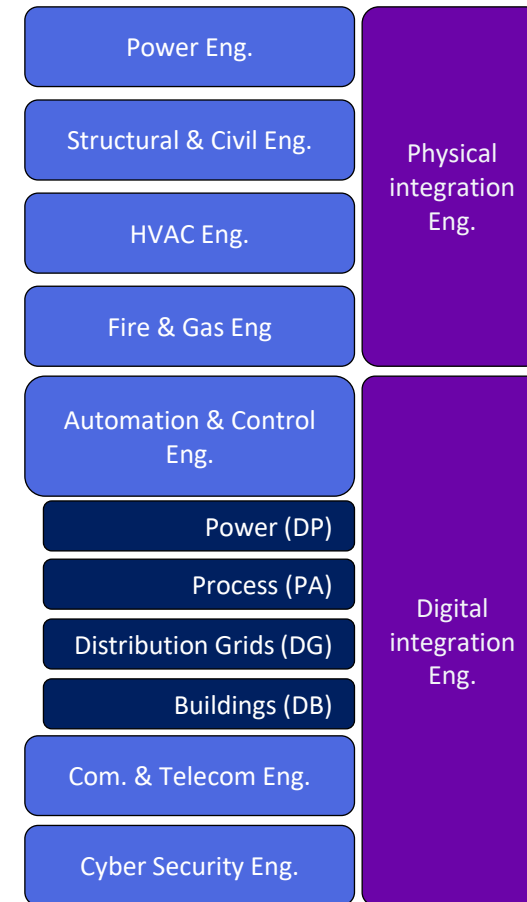 Power Eng.
Structural & Civil Eng.
HVAC Eng.
Fire & Gas Eng
Physical
integration
Eng.
Automation & Control
Eng.
Power (DP)
Process (PA)
Distribution Grids (DG)
Buildings (DB)
Com. & Telecom Eng.
Cyber Security Eng.
Digital
integration
Eng.